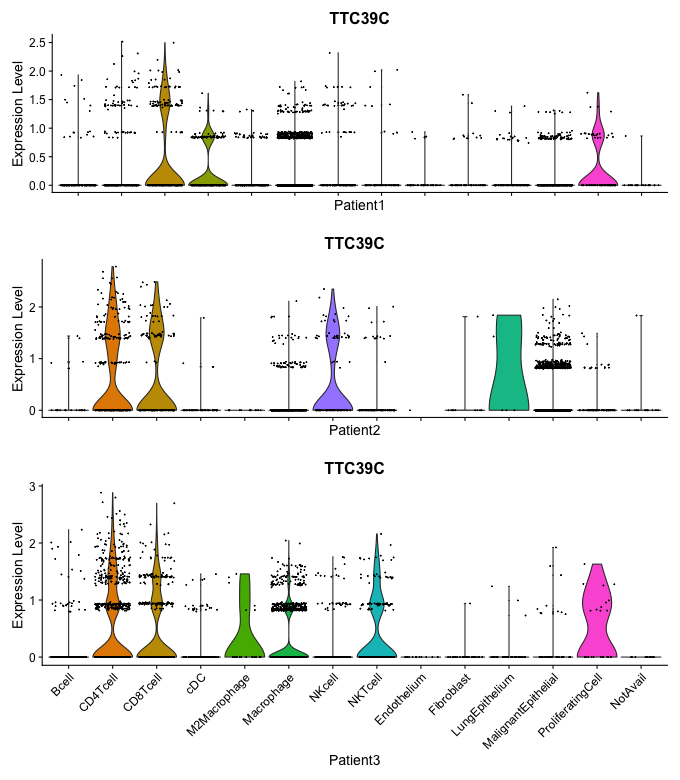 TTC39C
Expression Level
2.5
2.0
1.5
1.0
0.5
0.0
Patient1
TTC39C
Expression Level
2
1
0
Patient2
TTC39C
Expression Level
3
2
1
0
Bcell
CD4Tcell
CD8Tcell
cDC
M2Macrophage
Macrophage
NKcell
NKTcell
Endothelium
Fibroblast
LungEpithelium
MalignantEpithelial
ProliferatingCell
NotAvail
Patient3